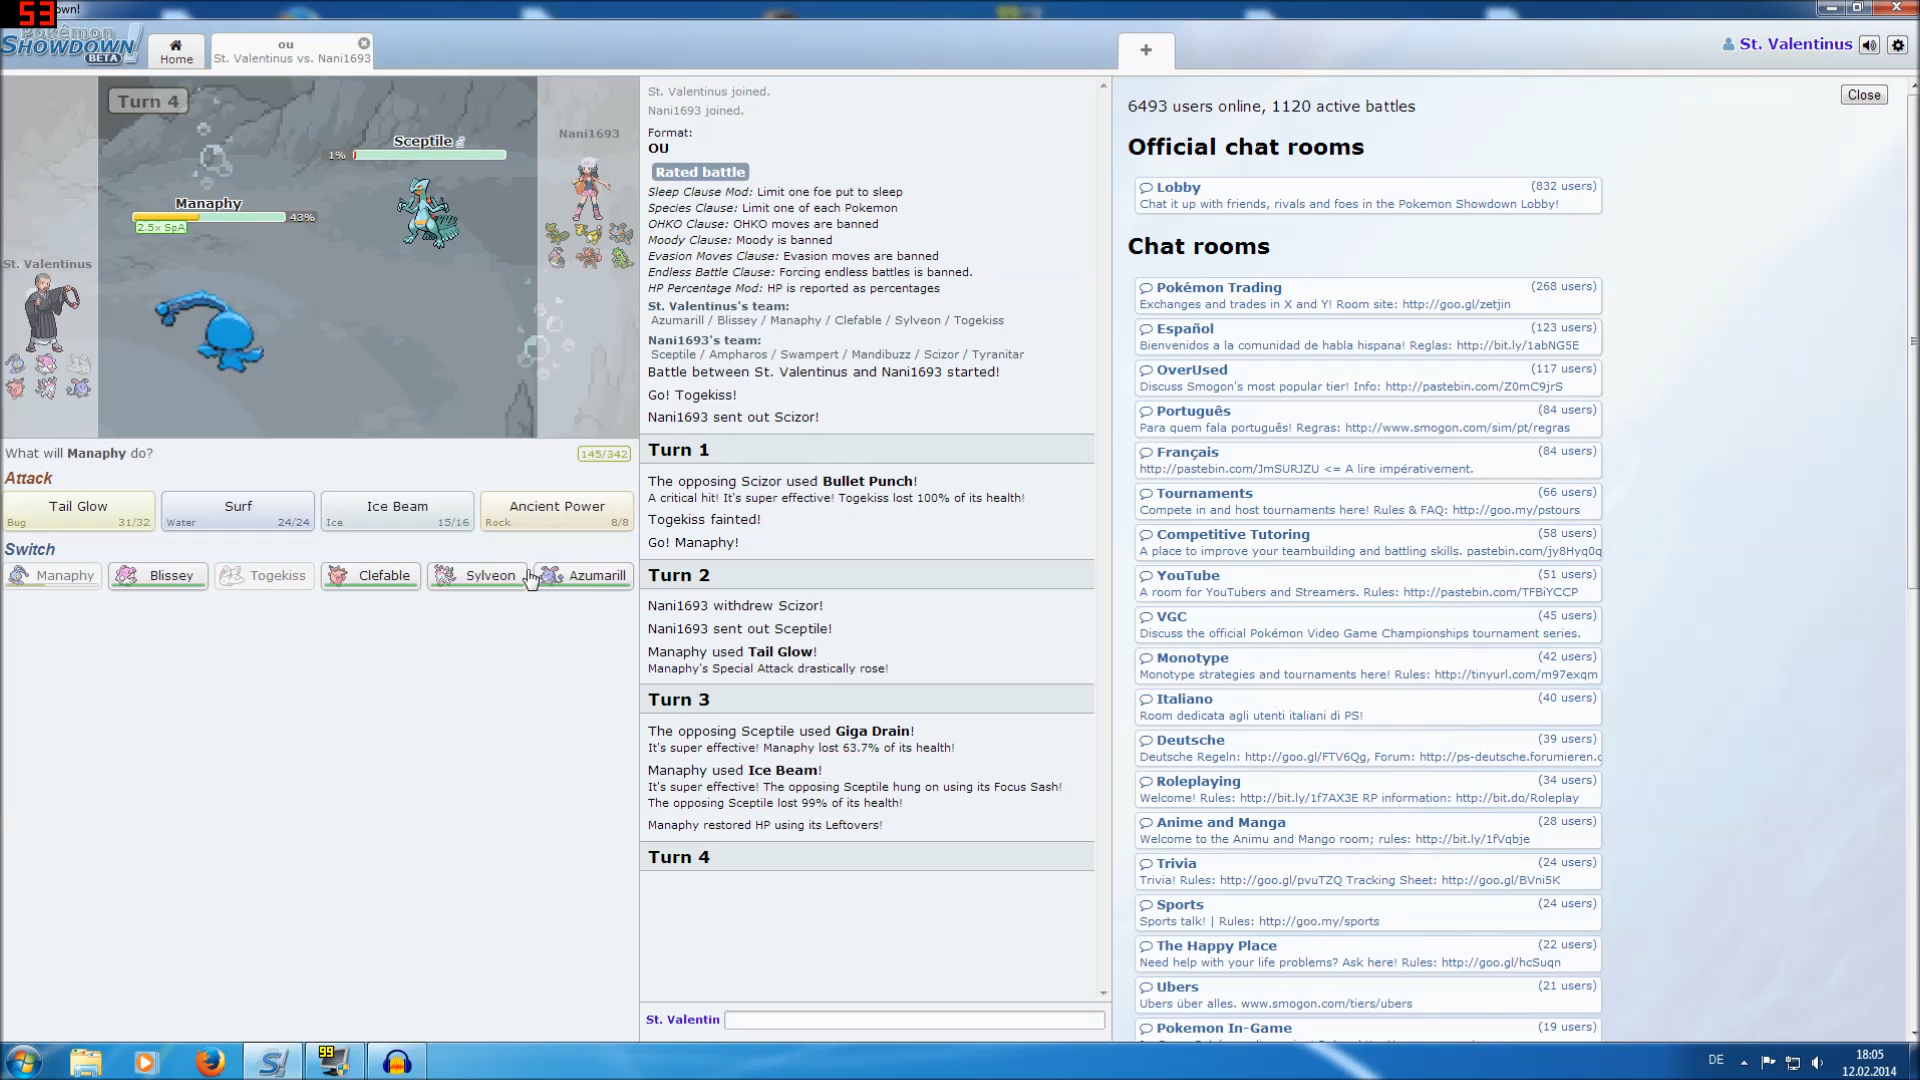 53
own!
Pokémon
SHOWDOWN!
BETA
Home
ou
St. Valentinus vs. Nani1693
+
St. Valentinus
Turn 4
Sceptile
1%
Manaphy
43%
2.5x SpA
Nani1693
St. Valentinus
What will Manaphy do?
145/342
Attack
Tail Glow
Bug 31/32
Surf
Water 24/24
Ice Beam
Ice 15/16
Ancient Power
Rock 8/8
Switch
Manaphy
Blissey
Togekiss
Clefable
Sylveon
Azumarill
St. Valentinus joined.
Nani1693 joined.
Format:
OU
Rated battle
Sleep Clause Mod: Limit one foe put to sleep
Species Clause: Limit one of each Pokemon
OHKO Clause: OHKO moves are banned
Moody Clause: Moody is banned
Evasion Moves Clause: Evasion moves are banned
Endless Battle Clause: Forcing endless battles is banned.
HP Percentage Mod: HP is reported as percentages
St. Valentinus's team:
Azumarill / Blissey / Manaphy / Clefable / Sylveon / Togekiss
Nani1693's team:
Sceptile / Ampharos / Swampert / Mandibuzz / Scizor / Tyranitar
Battle between St. Valentinus and Nani1693 started!
Go! Togekiss!
Nani1693 sent out Scizor!
Turn 1
The opposing Scizor used Bullet Punch!
A critical hit! It's super effective! Togekiss lost 100% of its health!
Togekiss fainted!
Go! Manaphy!
Turn 2
Nani1693 withdrew Scizor!
Nani1693 sent out Sceptile!
Manaphy used Tail Glow!
Manaphy's Special Attack drastically rose!
Turn 3
The opposing Sceptile used Giga Drain!
It's super effective! Manaphy lost 63.7% of its health!
Manaphy used Ice Beam!
It's super effective! The opposing Sceptile hung on using its Focus Sash!
The opposing Sceptile lost 99% of its health!
Manaphy restored HP using its Leftovers!
Turn 4
St. Valentin
6493 users online, 1120 active battles
Close
Official chat rooms
Lobby (832 users)
Chat it up with friends, rivals and foes in the Pokemon Showdown Lobby!
Chat rooms
Pokémon Trading (268 users)
Exchanges and trades in X and Y! Room site: http://goo.gl/zetjin
Español (123 users)
Bienvenidos a la comunidad de habla hispana! Reglas: http://bit.ly/1abNG5E
OverUsed (117 users)
Discuss Smogon's most popular tier! Info: http://pastebin.com/Z0mC9jrS
Português (84 users)
Para quem fala português! Regras: http://www.smogon.com/sim/pt/regras
Français (84 users)
http://pastebin.com/JmSURJZU <= A lire impérativement.
Tournaments (66 users)
Compete in and host tournaments here! Rules & FAQ: http://goo.my/pstours
Competitive Tutoring (58 users)
A place to improve your teambuilding and battling skills. pastebin.com/jy8Hyq0q
YouTube (51 users)
A room for YouTubers and Streamers. Rules: http://pastebin.com/TFBiYCCP
VGC (45 users)
Discuss the official Pokémon Video Game Championships tournament series.
Monotype (42 users)
Monotype strategies and tournaments here! Rules: http://tinyurl.com/m97exqm
Italiano (40 users)
Room dedicata agli utenti italiani di PS!
Deutsche (39 users)
Deutsche Regeln: http://goo.gl/FTV6Qg, Forum: http://ps-deutsche.forumieren.c
Roleplaying (34 users)
Welcome! Rules: http://bit.ly/1f7AX3E RP information: http://bit.do/Roleplay
Anime and Manga (28 users)
Welcome to the Animu and Mango room; rules: http://bit.ly/1fVqbje
Trivia (24 users)
Trivia! Rules: http://goo.gl/pvuTZQ Tracking Sheet: http://goo.gl/BVni5K
Sports (24 users)
Sports talk! | Rules: http://goo.my/sports
The Happy Place (22 users)
Need help with your life problems? Ask here! Rules: http://goo.gl/hcSuqn
Ubers (21 users)
Ubers über alles. www.smogon.com/tiers/ubers
Pokemon In-Game (19 users)
99
DE
18:05
12.02.2014